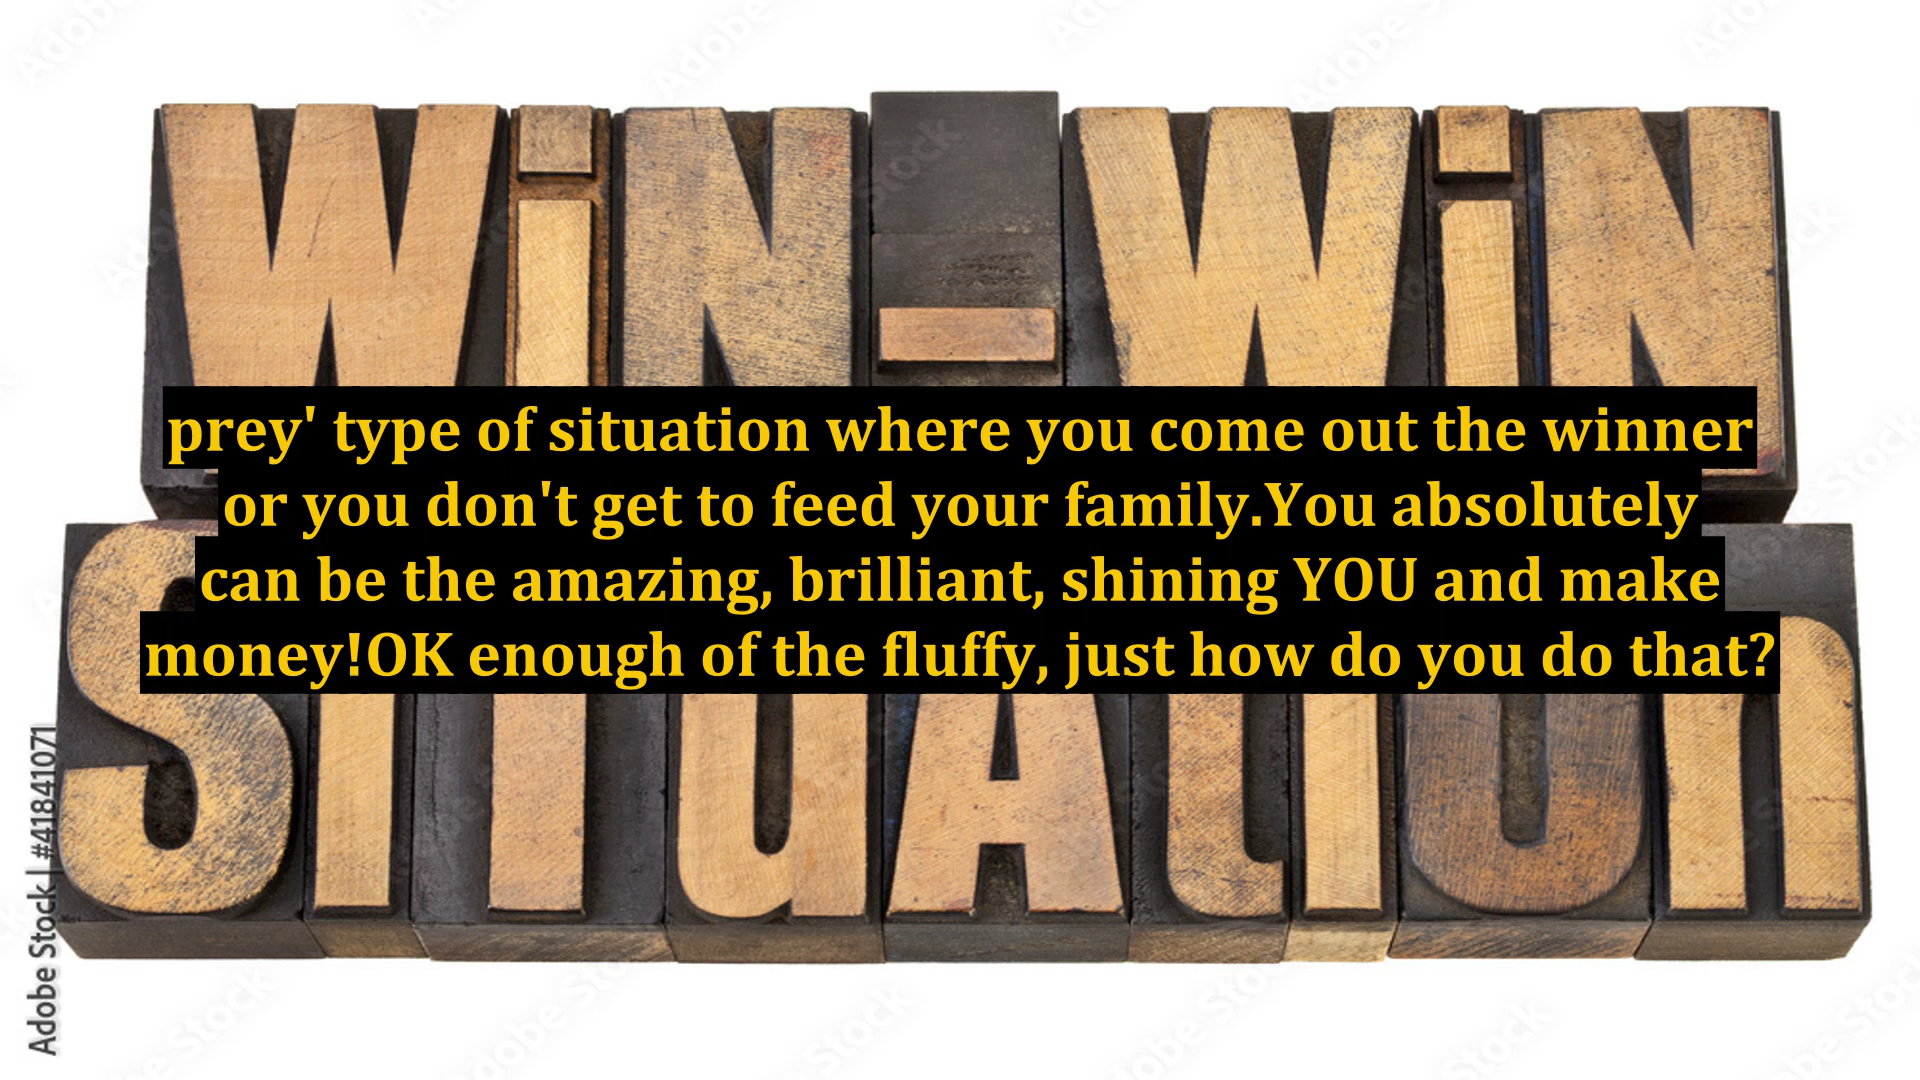 WiN-WiN
prey' type of situation where you come out the winner
or you don't get to feed your family.You absolutely
can be the amazing, brilliant, shining YOU and make
money!OK enough of the fluffy, just how do you do that?
SiTuATiOn
Adobe Stock | #41841071